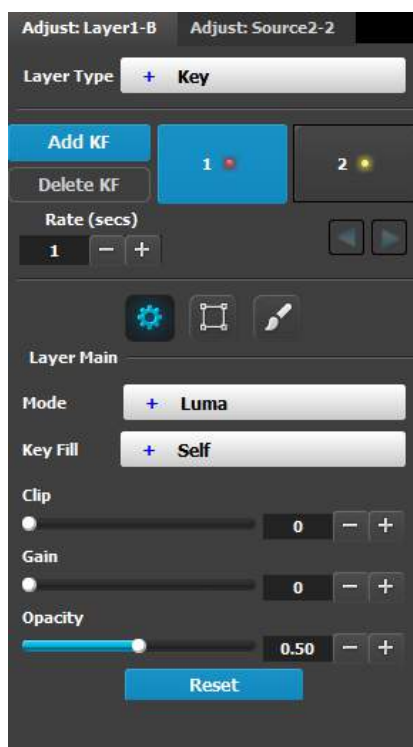 Adjust: Layer1-B Adjust: Source2-2
Layer Type + Key
Add KF
1 2
Delete KF
Rate (secs)
1 − +
Layer Main
Mode + Luma
Key Fill + Self
Clip
0 − +
Gain
0 − +
Opacity
0.50 − +
Reset